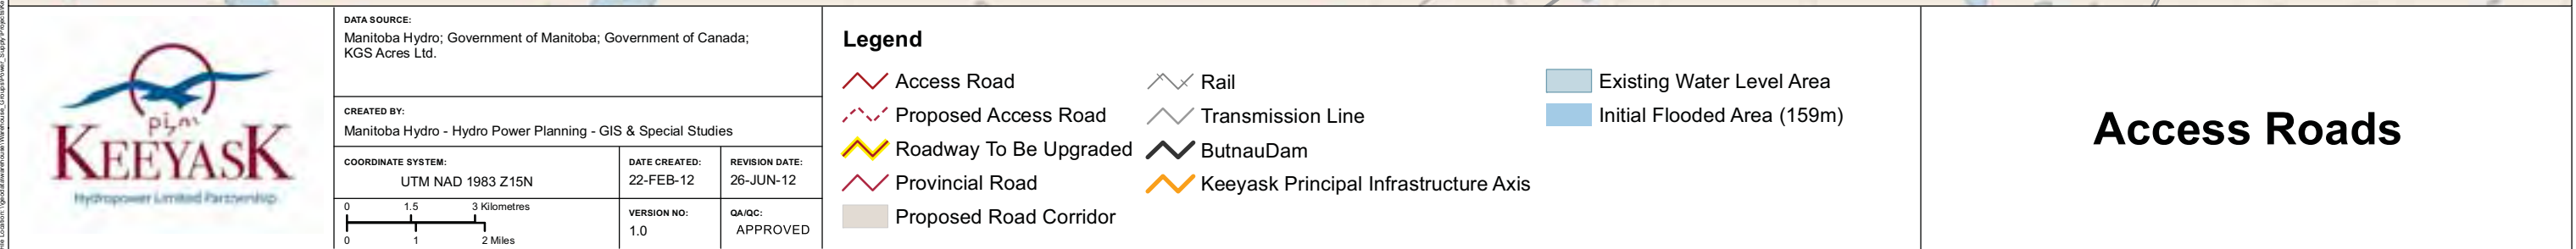 KEEYASK
Hydropower Limited Partnership
DATA SOURCE:
Manitoba Hydro; Government of Manitoba; Government of Canada;
KGS Acres Ltd.
CREATED BY:
Manitoba Hydro - Hydro Power Planning - GIS & Special Studies
COORDINATE SYSTEM:
UTM NAD 1983 Z15N
DATE CREATED:
22-FEB-12
REVISION DATE:
26-JUN-12
0 1.5 3 Kilometres
0 1 2 Miles
VERSION NO:
1.0
QA/QC:
APPROVED
Legend
Access Road
Proposed Access Road
Roadway To Be Upgraded
Provincial Road
Proposed Road Corridor
Rail
Transmission Line
ButnauDam
Keeyask Principal Infrastructure Axis
Existing Water Level Area
Initial Flooded Area (159m)
Access Roads